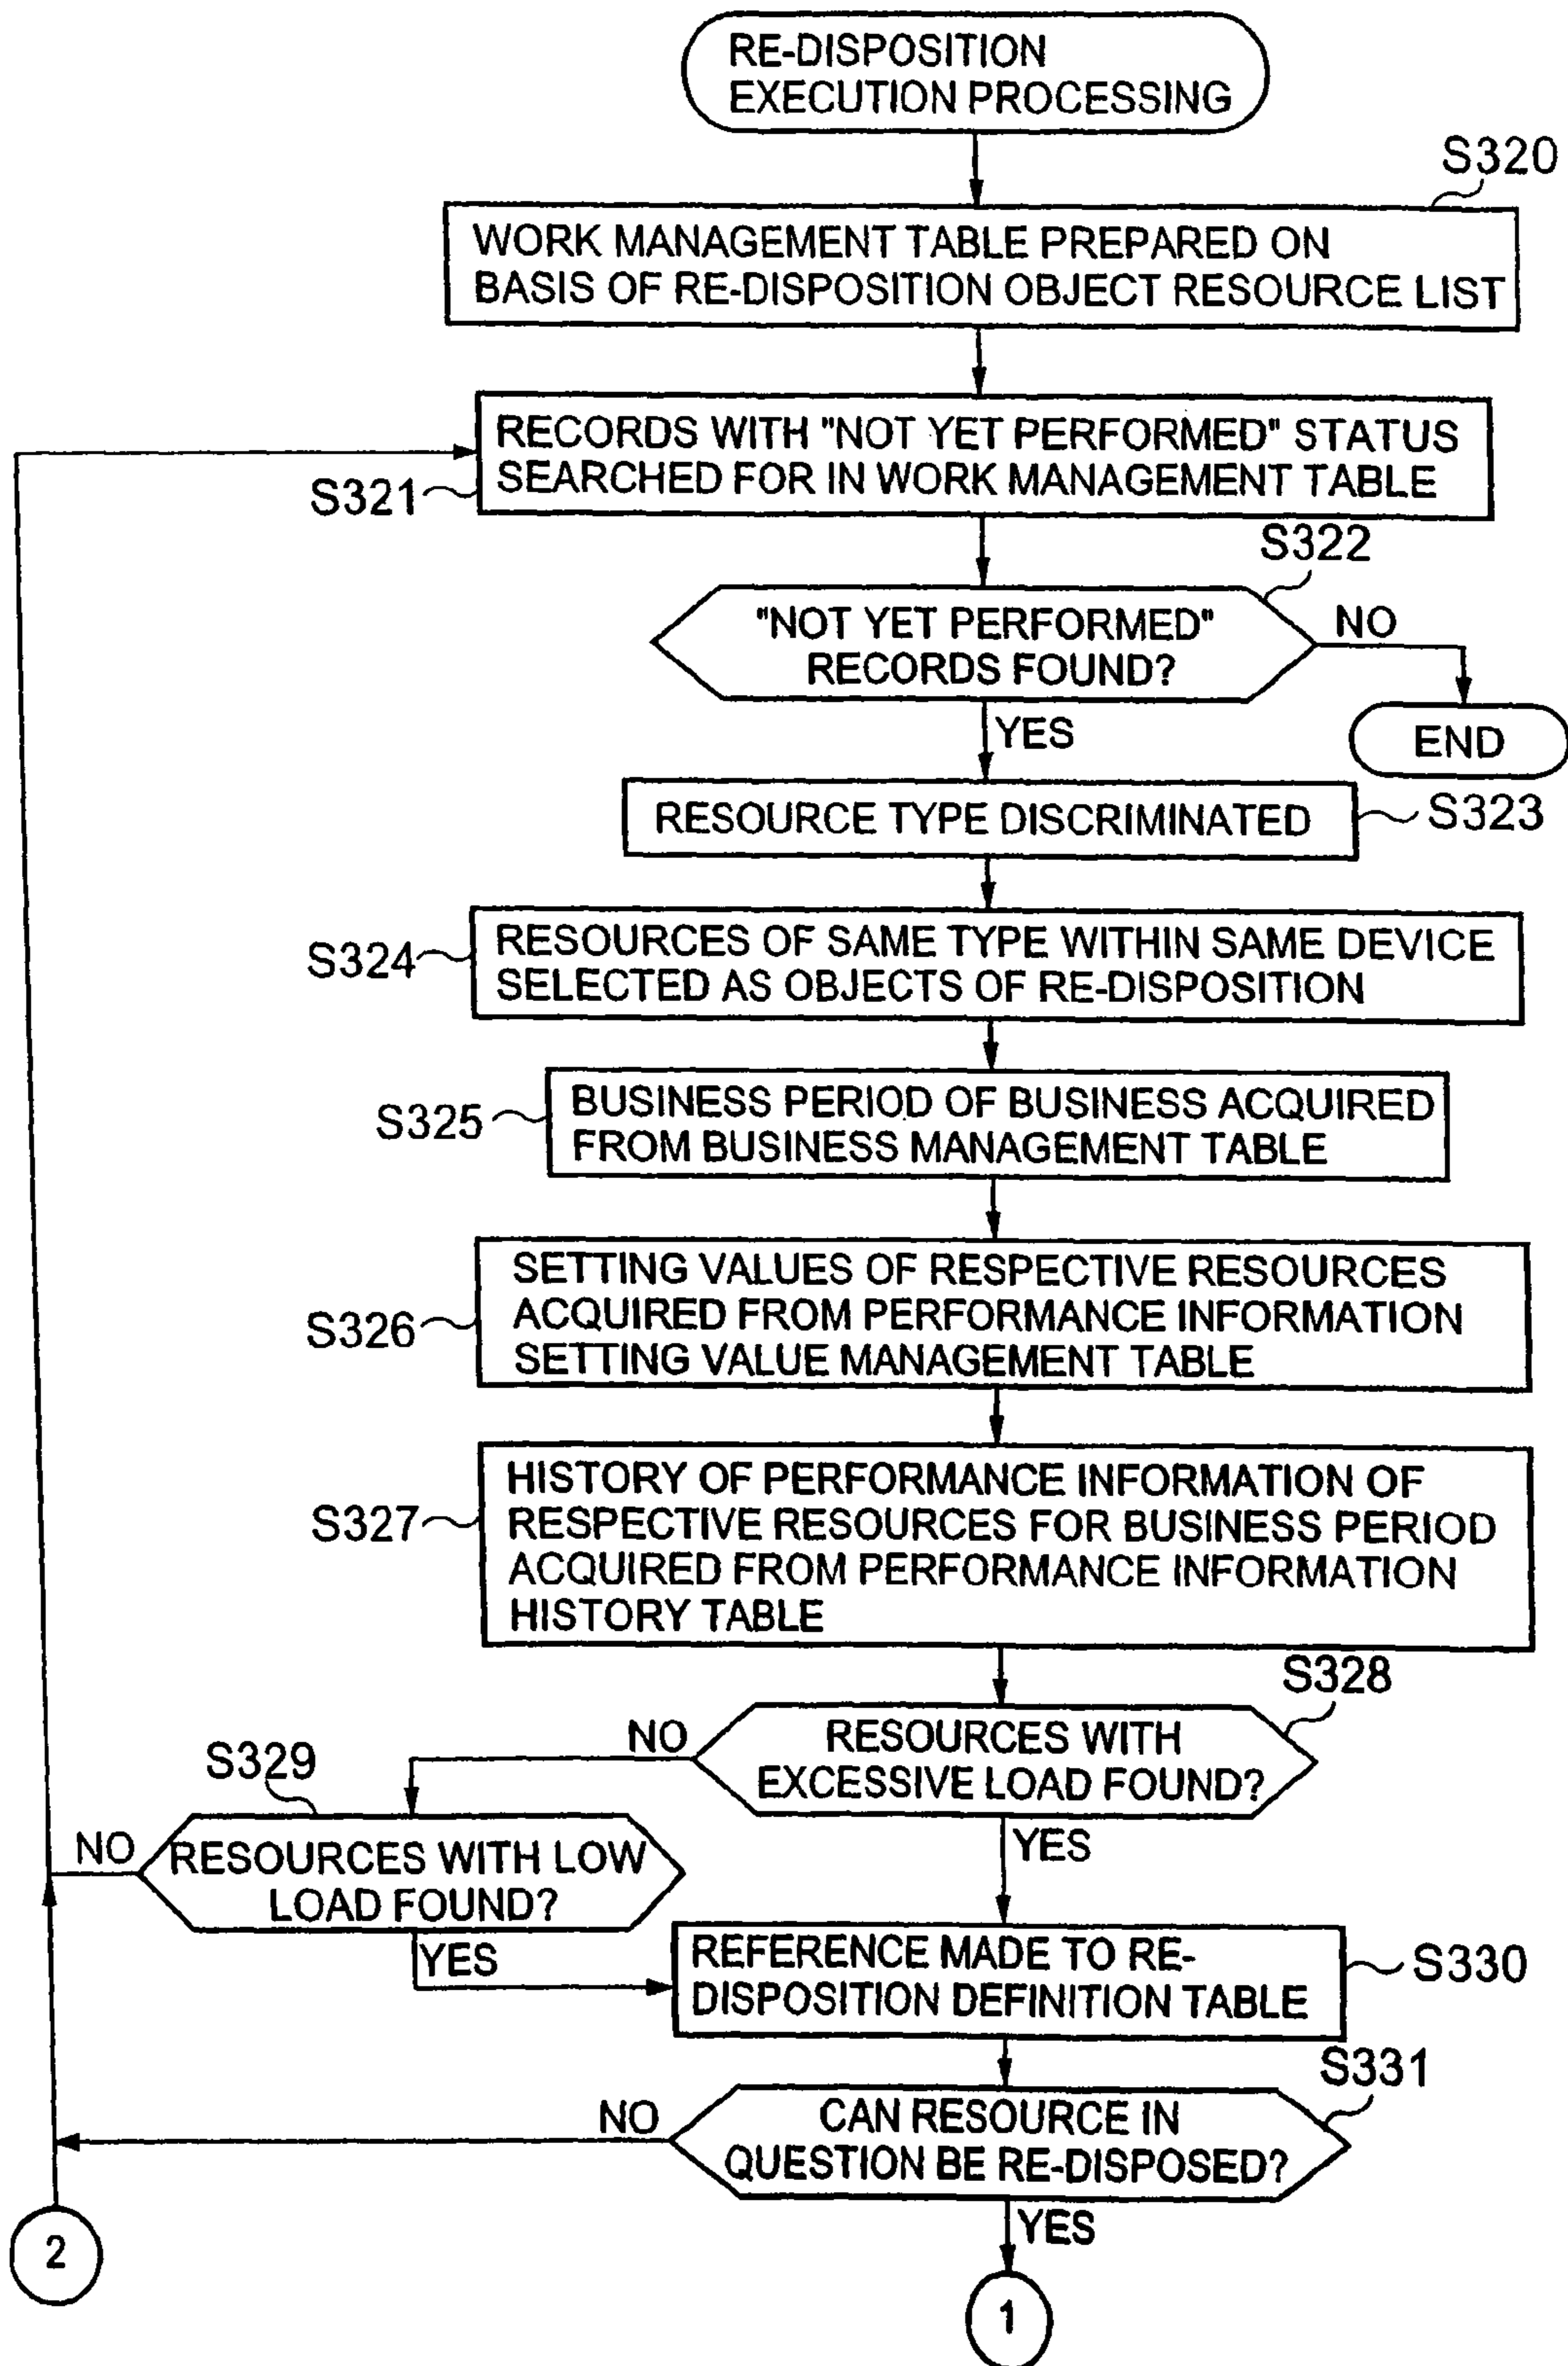 RE-DISPOSITION
EXECUTION PROCESSING
S320
WORK MANAGEMENT TABLE PREPARED ON
BASIS OF RE-DISPOSITION OBJECT RESOURCE LIST
RECORDS WITH "NOT YET PERFORMED" STATUS
SEARCHED FOR IN WORK MANAGEMENT TABLE
S321
S322
"NOT YET PERFORMED"
RECORDS FOUND?
NO
YES
END
RESOURCE TYPE DISCRIMINATED
S323
S324
RESOURCES OF SAME TYPE WITHIN SAME DEVICE
SELECTED AS OBJECTS OF RE-DISPOSITION
S325
BUSINESS PERIOD OF BUSINESS ACQUIRED
FROM BUSINESS MANAGEMENT TABLE
S326
SETTING VALUES OF RESPECTIVE RESOURCES
ACQUIRED FROM PERFORMANCE INFORMATION
SETTING VALUE MANAGEMENT TABLE
S327
HISTORY OF PERFORMANCE INFORMATION OF
RESPECTIVE RESOURCES FOR BUSINESS PERIOD
ACQUIRED FROM PERFORMANCE INFORMATION
HISTORY TABLE
S328
RESOURCES WITH
EXCESSIVE LOAD FOUND?
NO
YES
S329
RESOURCES WITH LOW
LOAD FOUND?
NO
YES
REFERENCE MADE TO RE-
DISPOSITION DEFINITION TABLE
S330
S331
CAN RESOURCE IN
QUESTION BE RE-DISPOSED?
NO
YES
2
1